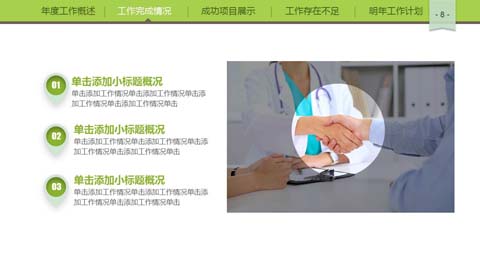 年度工作概述
工作完成情况
成功项目展示
工作存在不足
明年工作计划
- 8 -
01
单击添加小标题概况
单击添加工作情况单击添加工作情况单击添
加工作情况单击添加工作情况单击
02
单击添加小标题概况
单击添加工作情况单击添加工作情况单击添
加工作情况单击添加工作情况单击
03
单击添加小标题概况
单击添加工作情况单击添加工作情况单击添
加工作情况单击添加工作情况单击